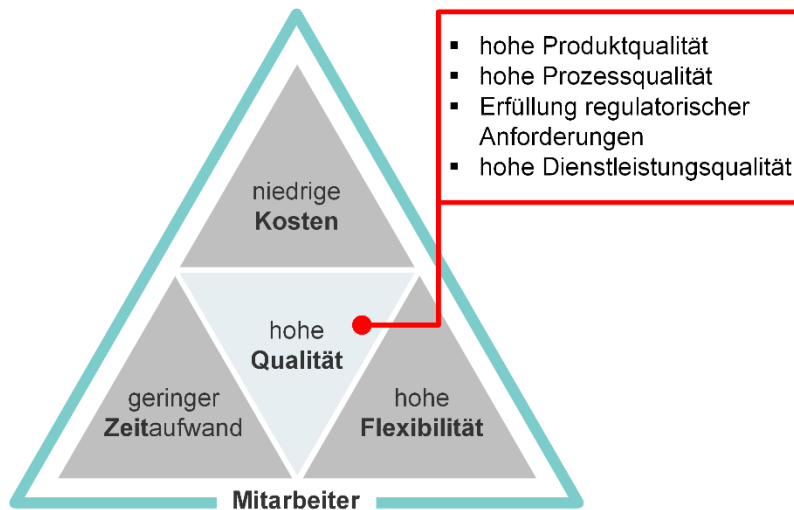 ▪ hohe Produktqualität
▪ hohe Prozessqualität
▪ Erfüllung regulatorischer
Anforderungen
▪ hohe Dienstleistungsqualität
niedrige
Kosten
hohe
Qualität
geringer
Zeitaufwand
hohe
Flexibilität
Mitarbeiter